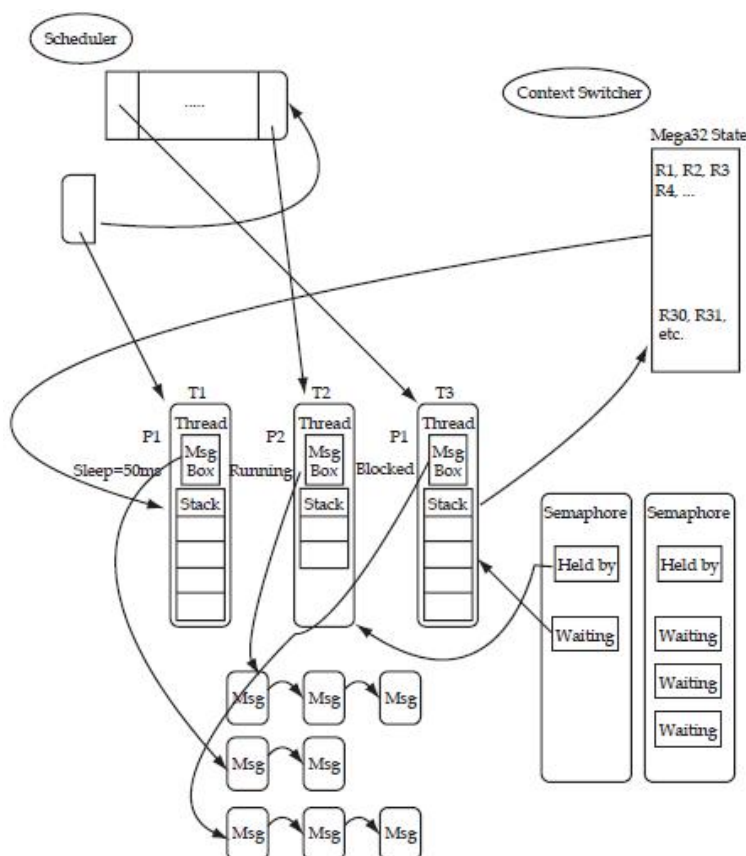 Scheduler
.....
Context Switcher
Mega32 State
R1, R2, R3
R4, ...
R30, R31,
etc.
T1
T2
T3
P1
Thread
Msg
Box
Sleep=50ms
Stack
P2
Thread
Msg
Box
Running
Stack
P1
Thread
Msg
Box
Blocked
Stack
Semaphore
Held by
Waiting
Semaphore
Held by
Waiting
Waiting
Waiting
Msg
Msg
Msg
Msg
Msg
Msg
Msg
Msg